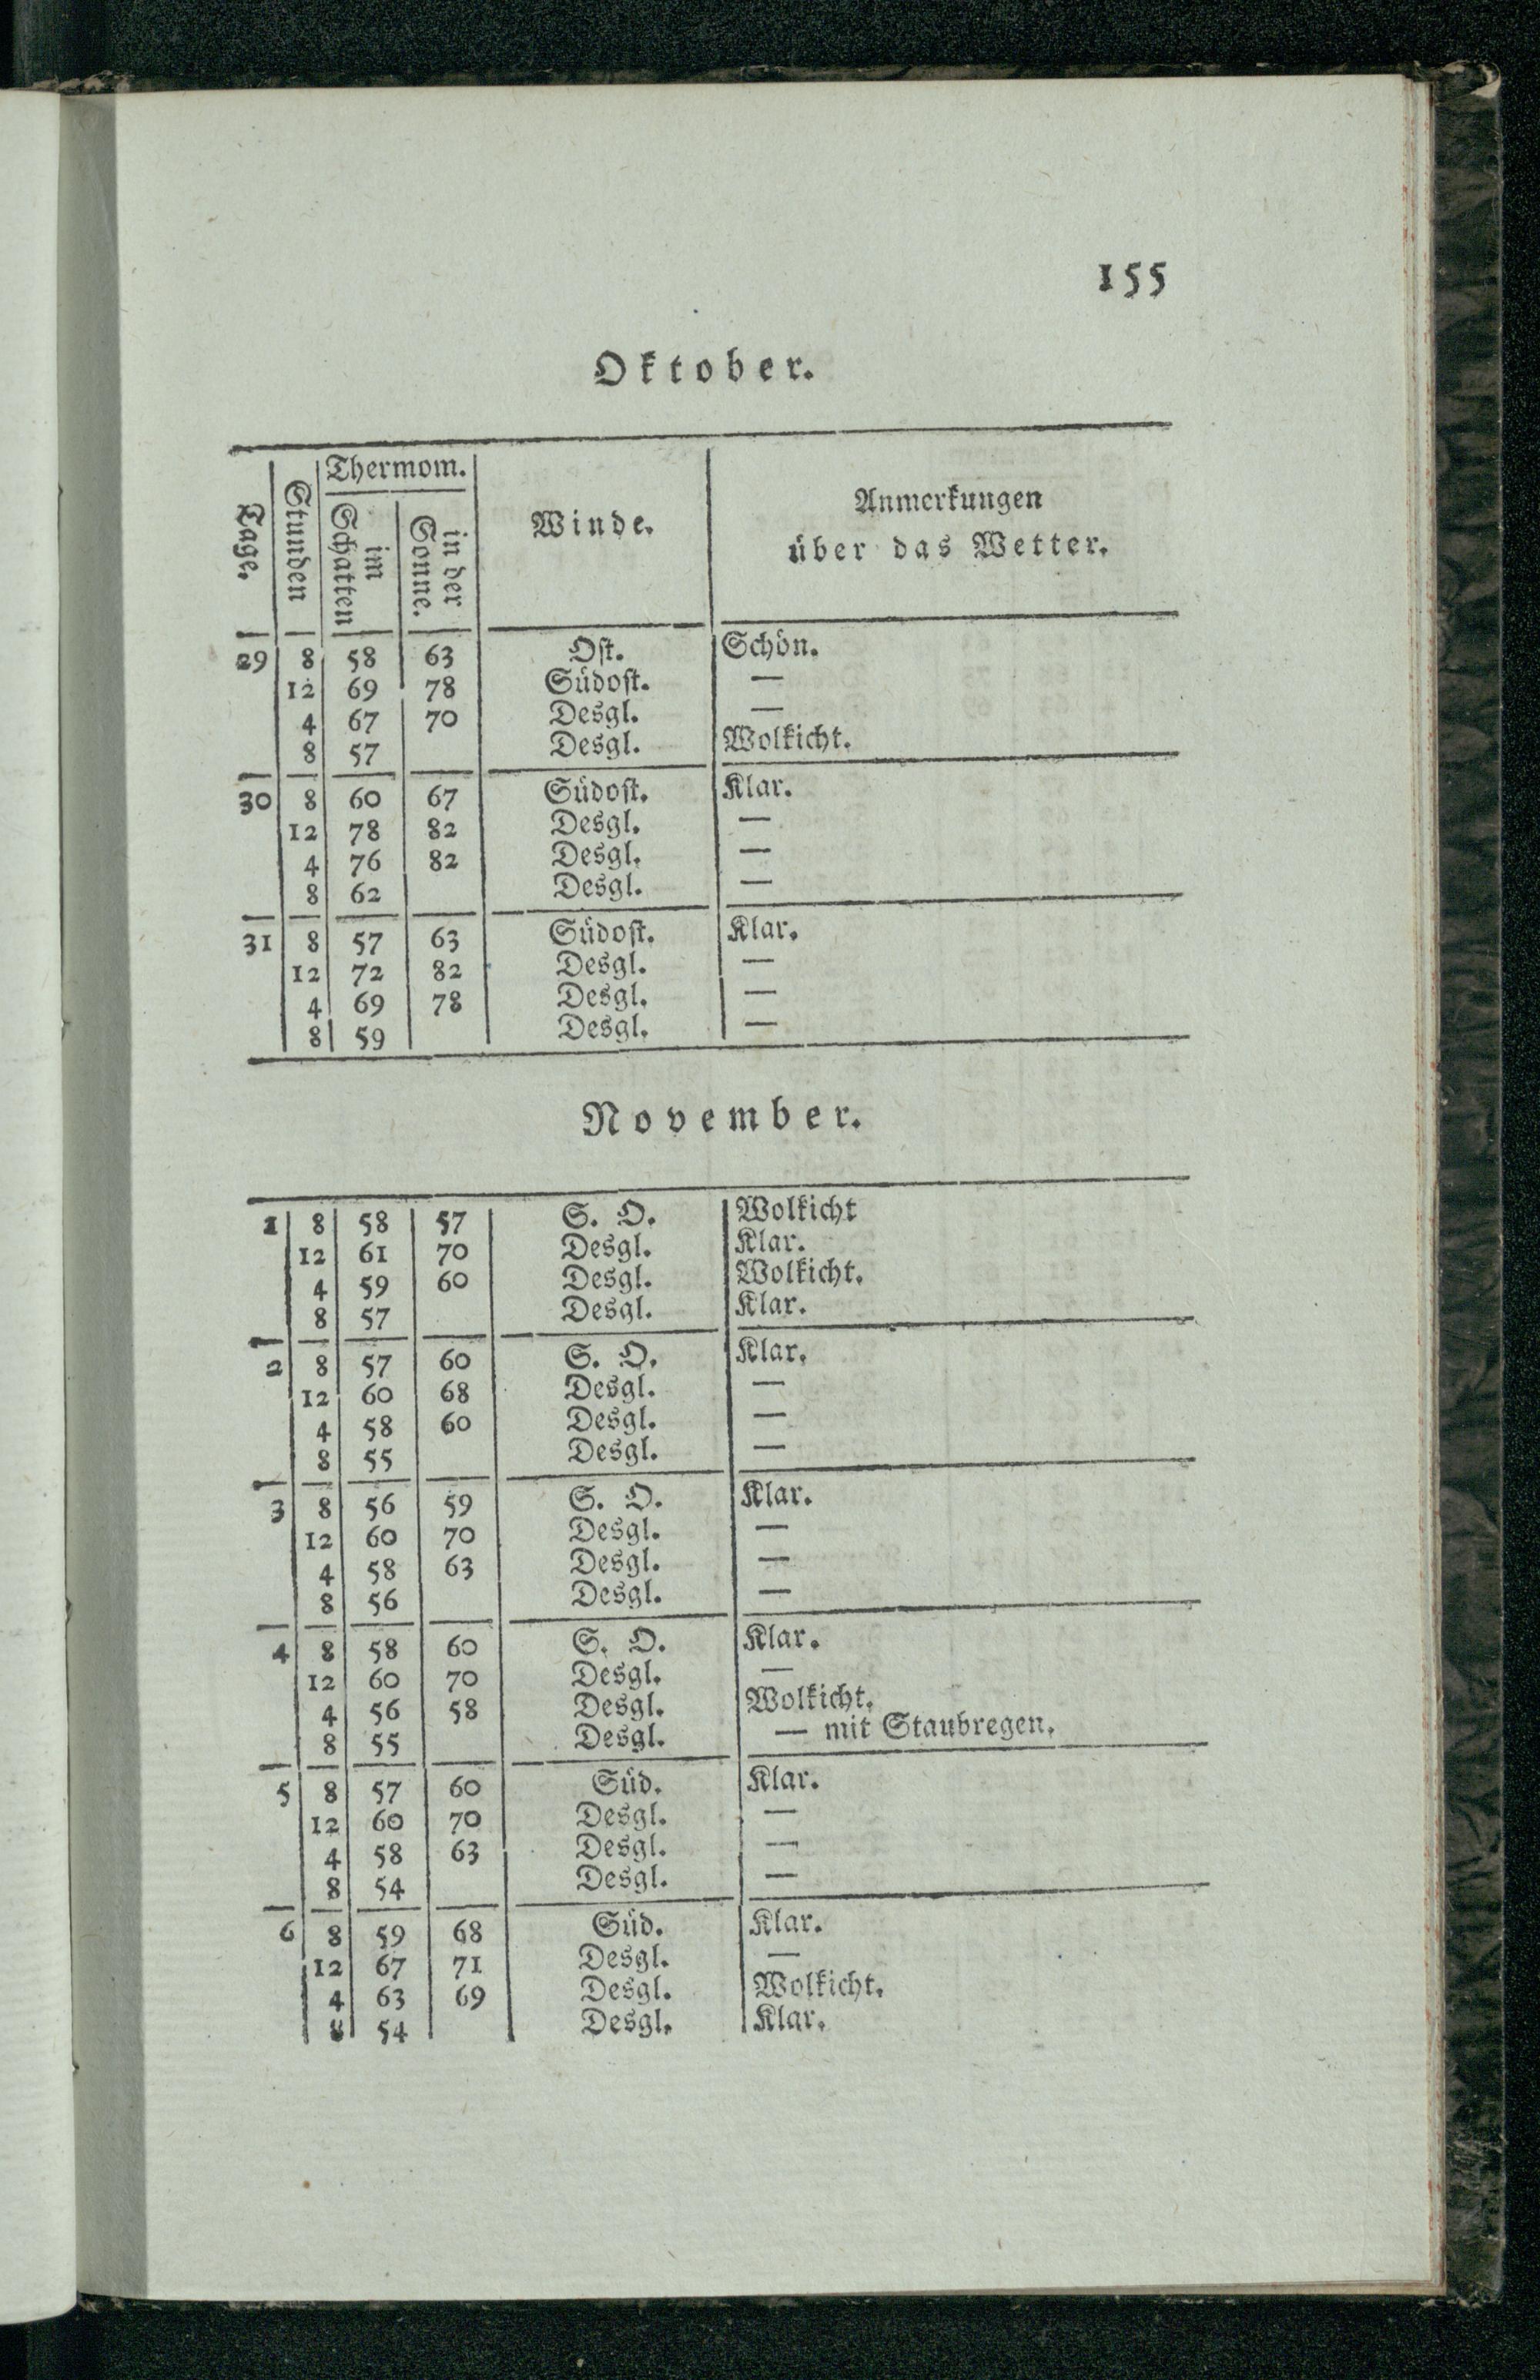 155
Oktober.
Tage. Stunden Thermom. im Schatten in der Sonne. Winde. Anmerkungen über das Wetter.
29 8 58 63 Oſt. Schön.
12 69 78 Südoſt. —
4 67 70 Desgl. —
8 57 Desgl. Wolkicht.
30 8 60 67 Südoſt. Klar.
12 78 82 Desgl. —
4 76 82 Desgl. —
8 62 Desgl. —
31 8 57 63 Südoſt. Klar.
12 72 82 Desgl. —
4 69 78 Desgl. —
8 59 Desgl. —
November.
1 8 58 57 S. O. Wolkicht
12 61 70 Desgl. Klar.
4 59 60 Desgl. Wolkicht.
8 57 Desgl. Klar.
2 8 57 60 S. O. Klar.
12 60 68 Desgl. —
4 58 60 Desgl. —
8 55 Desgl. —
3 8 56 59 S. O. Klar.
12 60 70 Desgl. —
4 58 63 Desgl. —
8 56 Desgl. —
4 8 58 60 S. O. Klar.
12 60 70 Desgl. —
4 56 58 Desgl. Wolkicht.
8 55 Desgl. — mit Staubregen.
5 8 57 60 Süd. Klar.
12 60 70 Desgl. —
4 58 63 Desgl. —
8 54 Desgl. —
6 8 59 68 Süd. Klar.
12 67 71 Desgl. —
4 63 69 Desgl. Wolkicht.
8 54 Desgl. Klar.